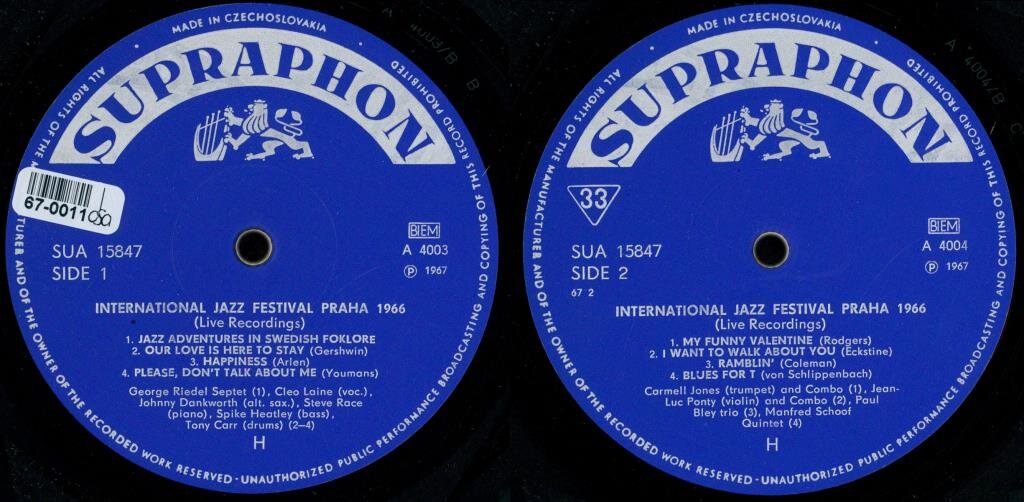 MADE IN CZECHOSLOVAKIA
SUPRAPHON
ALL RIGHTS OF THE MA
TURER AND OF THE OWNER OF THE RECORDED WORK RESERVED - UNAUTHORIZED PUBLIC PERFORMANCE BROADCASTING AND COPYING OF THIS RECORD PROHIBITED
B
67-0011
SUA 15847
SIDE 1
BIEM
A 4003
℗ 1967
INTERNATIONAL JAZZ FESTIVAL PRAHA 1966
(Live Recordings)
1. JAZZ ADVENTURES IN SWEDISH FOKLORE
2. OUR LOVE IS HERE TO STAY (Gershwin)
3. HAPPINESS (Arlen)
4. PLEASE, DON'T TALK ABOUT ME (Youmans)
George Riedel Septet (1), Cleo Laine (voc.),
Johnny Dankworth (alt. sax.), Steve Race
(piano), Spike Heatley (bass),
Tony Carr (drums) (2–4)
H
MADE IN CZECHOSLOVAKIA
SUPRAPHON
ALL RIGHTS OF THE MANUFACTURER AND OF THE OWNER OF THE RECORDED WORK RESERVED - UNAUTHORIZED PUBLIC PERFORMANCE BROADCASTING AND COPYING OF THIS RECORD PROHIBITED
A 4004/B
C
33
SUA 15847
SIDE 2
67 2
BIEM
A 4004
℗ 1967
INTERNATIONAL JAZZ FESTIVAL PRAHA 1966
(Live Recordings)
1. MY FUNNY VALENTINE (Rodgers)
2. I WANT TO WALK ABOUT YOU (Eckstine)
3. RAMBLIN' (Coleman)
4. BLUES FOR T (von Schlippenbach)
Carmell Jones (trumpet) and Combo (1), Jean-
Luc Ponty (violin) and Combo (2), Paul
Bley trio (3), Manfred Schoof
Quintet (4)
H